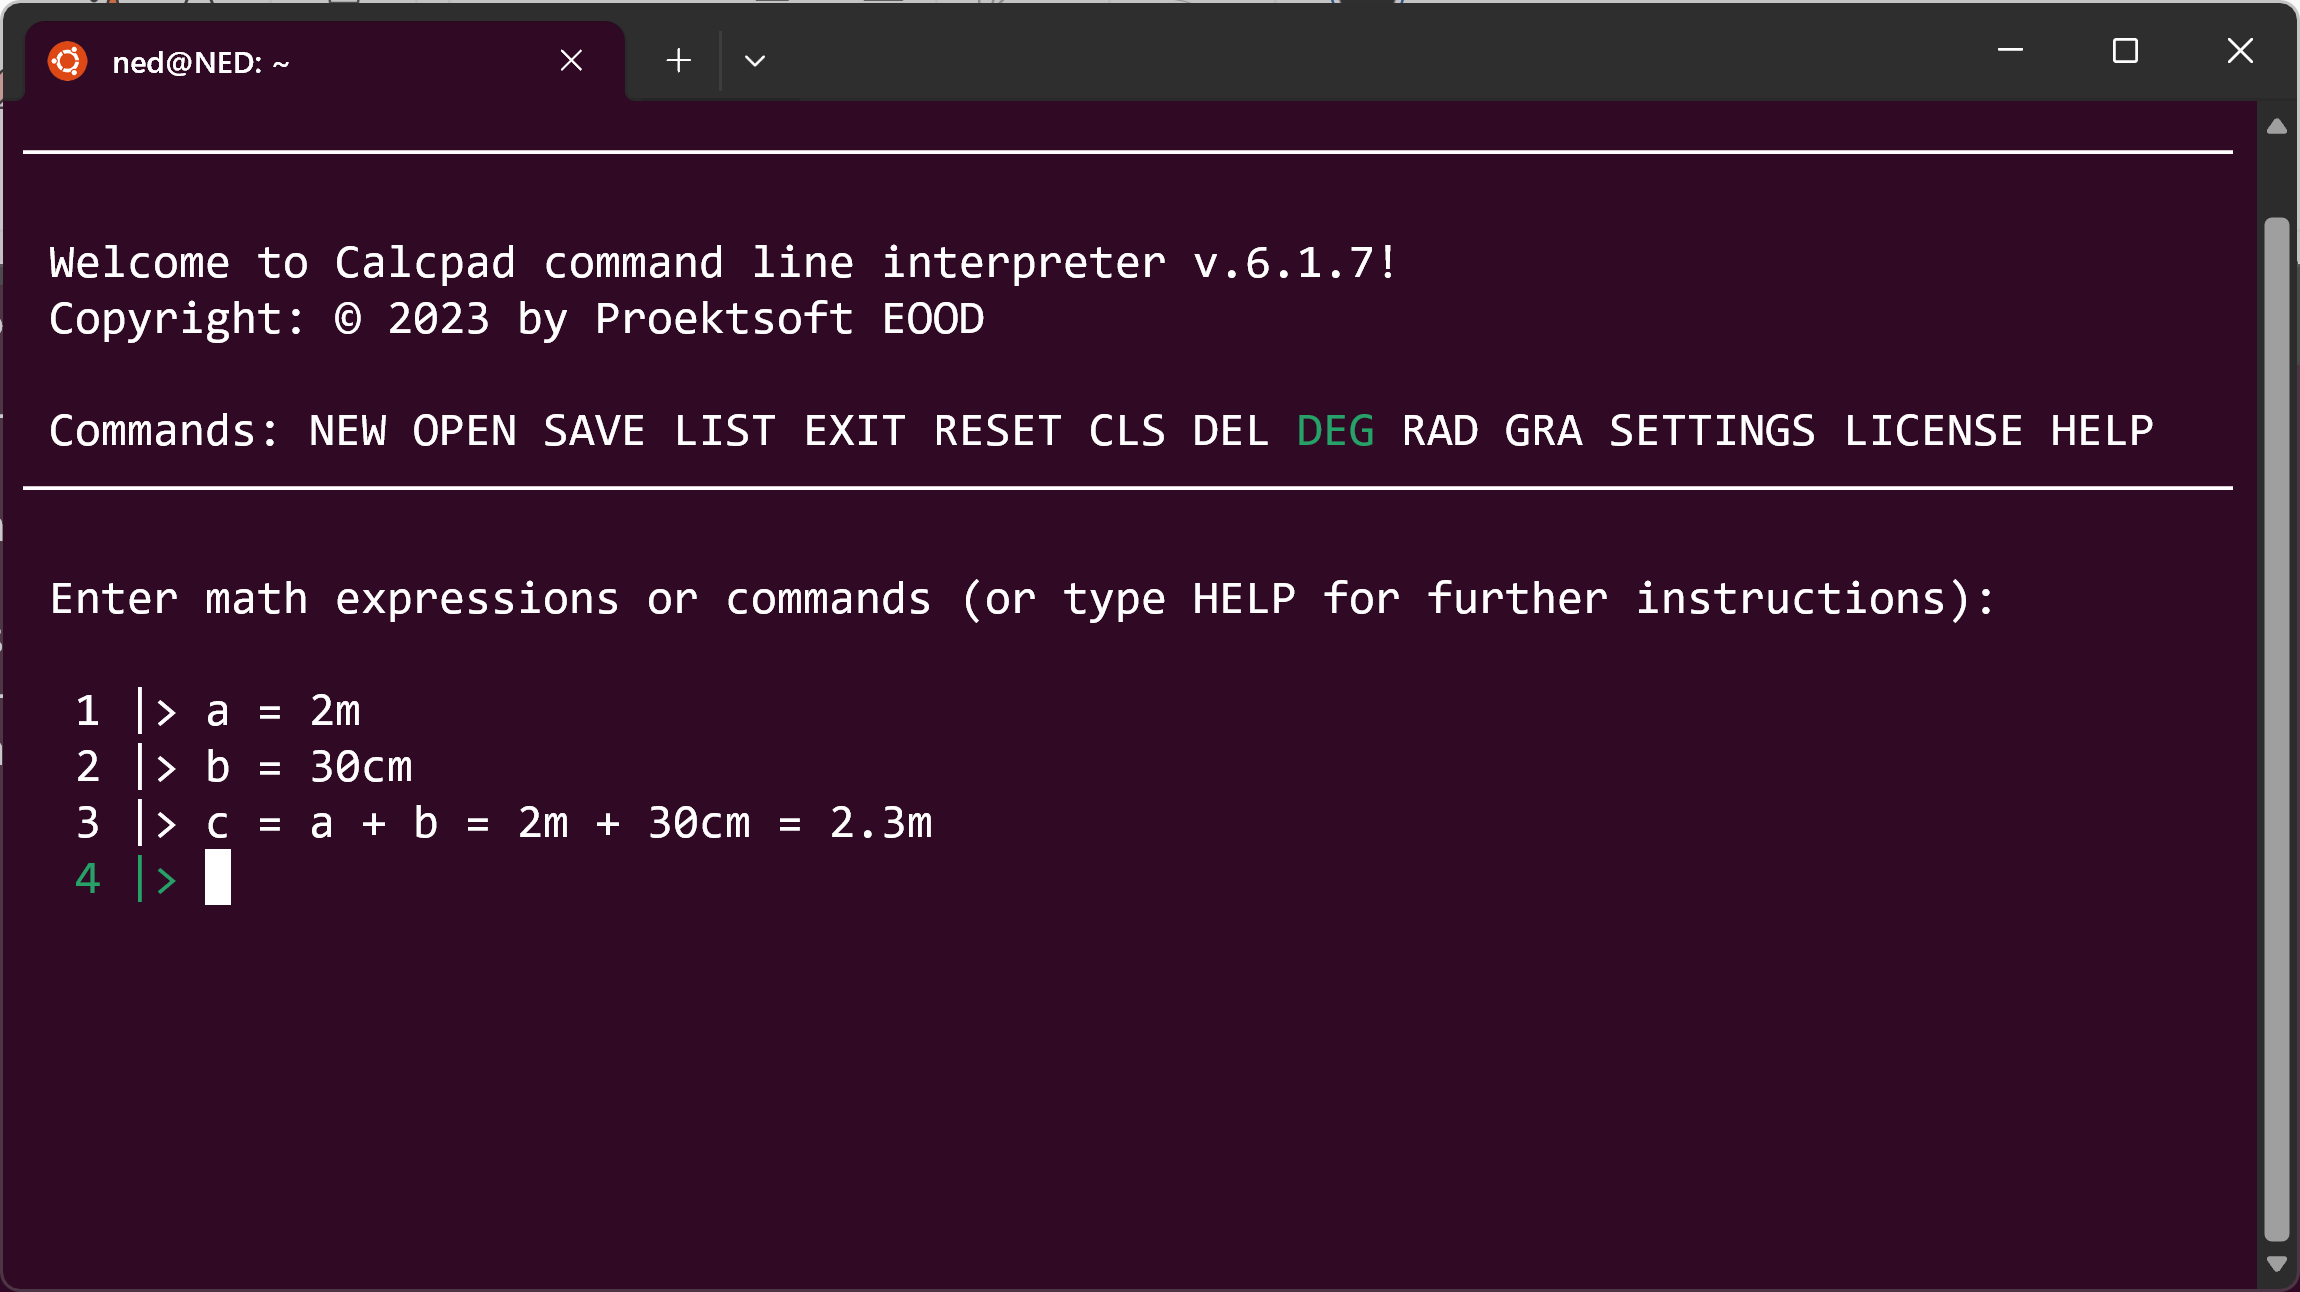 ned@NED: ~
Welcome to Calcpad command line interpreter v.6.1.7!
Copyright: © 2023 by Proektsoft EOOD
Commands: NEW OPEN SAVE LIST EXIT RESET CLS DEL DEG RAD GRA SETTINGS LICENSE HELP
Enter math expressions or commands (or type HELP for further instructions):
1 |> a = 2m
2 |> b = 30cm
3 |> c = a + b = 2m + 30cm = 2.3m
4 |>